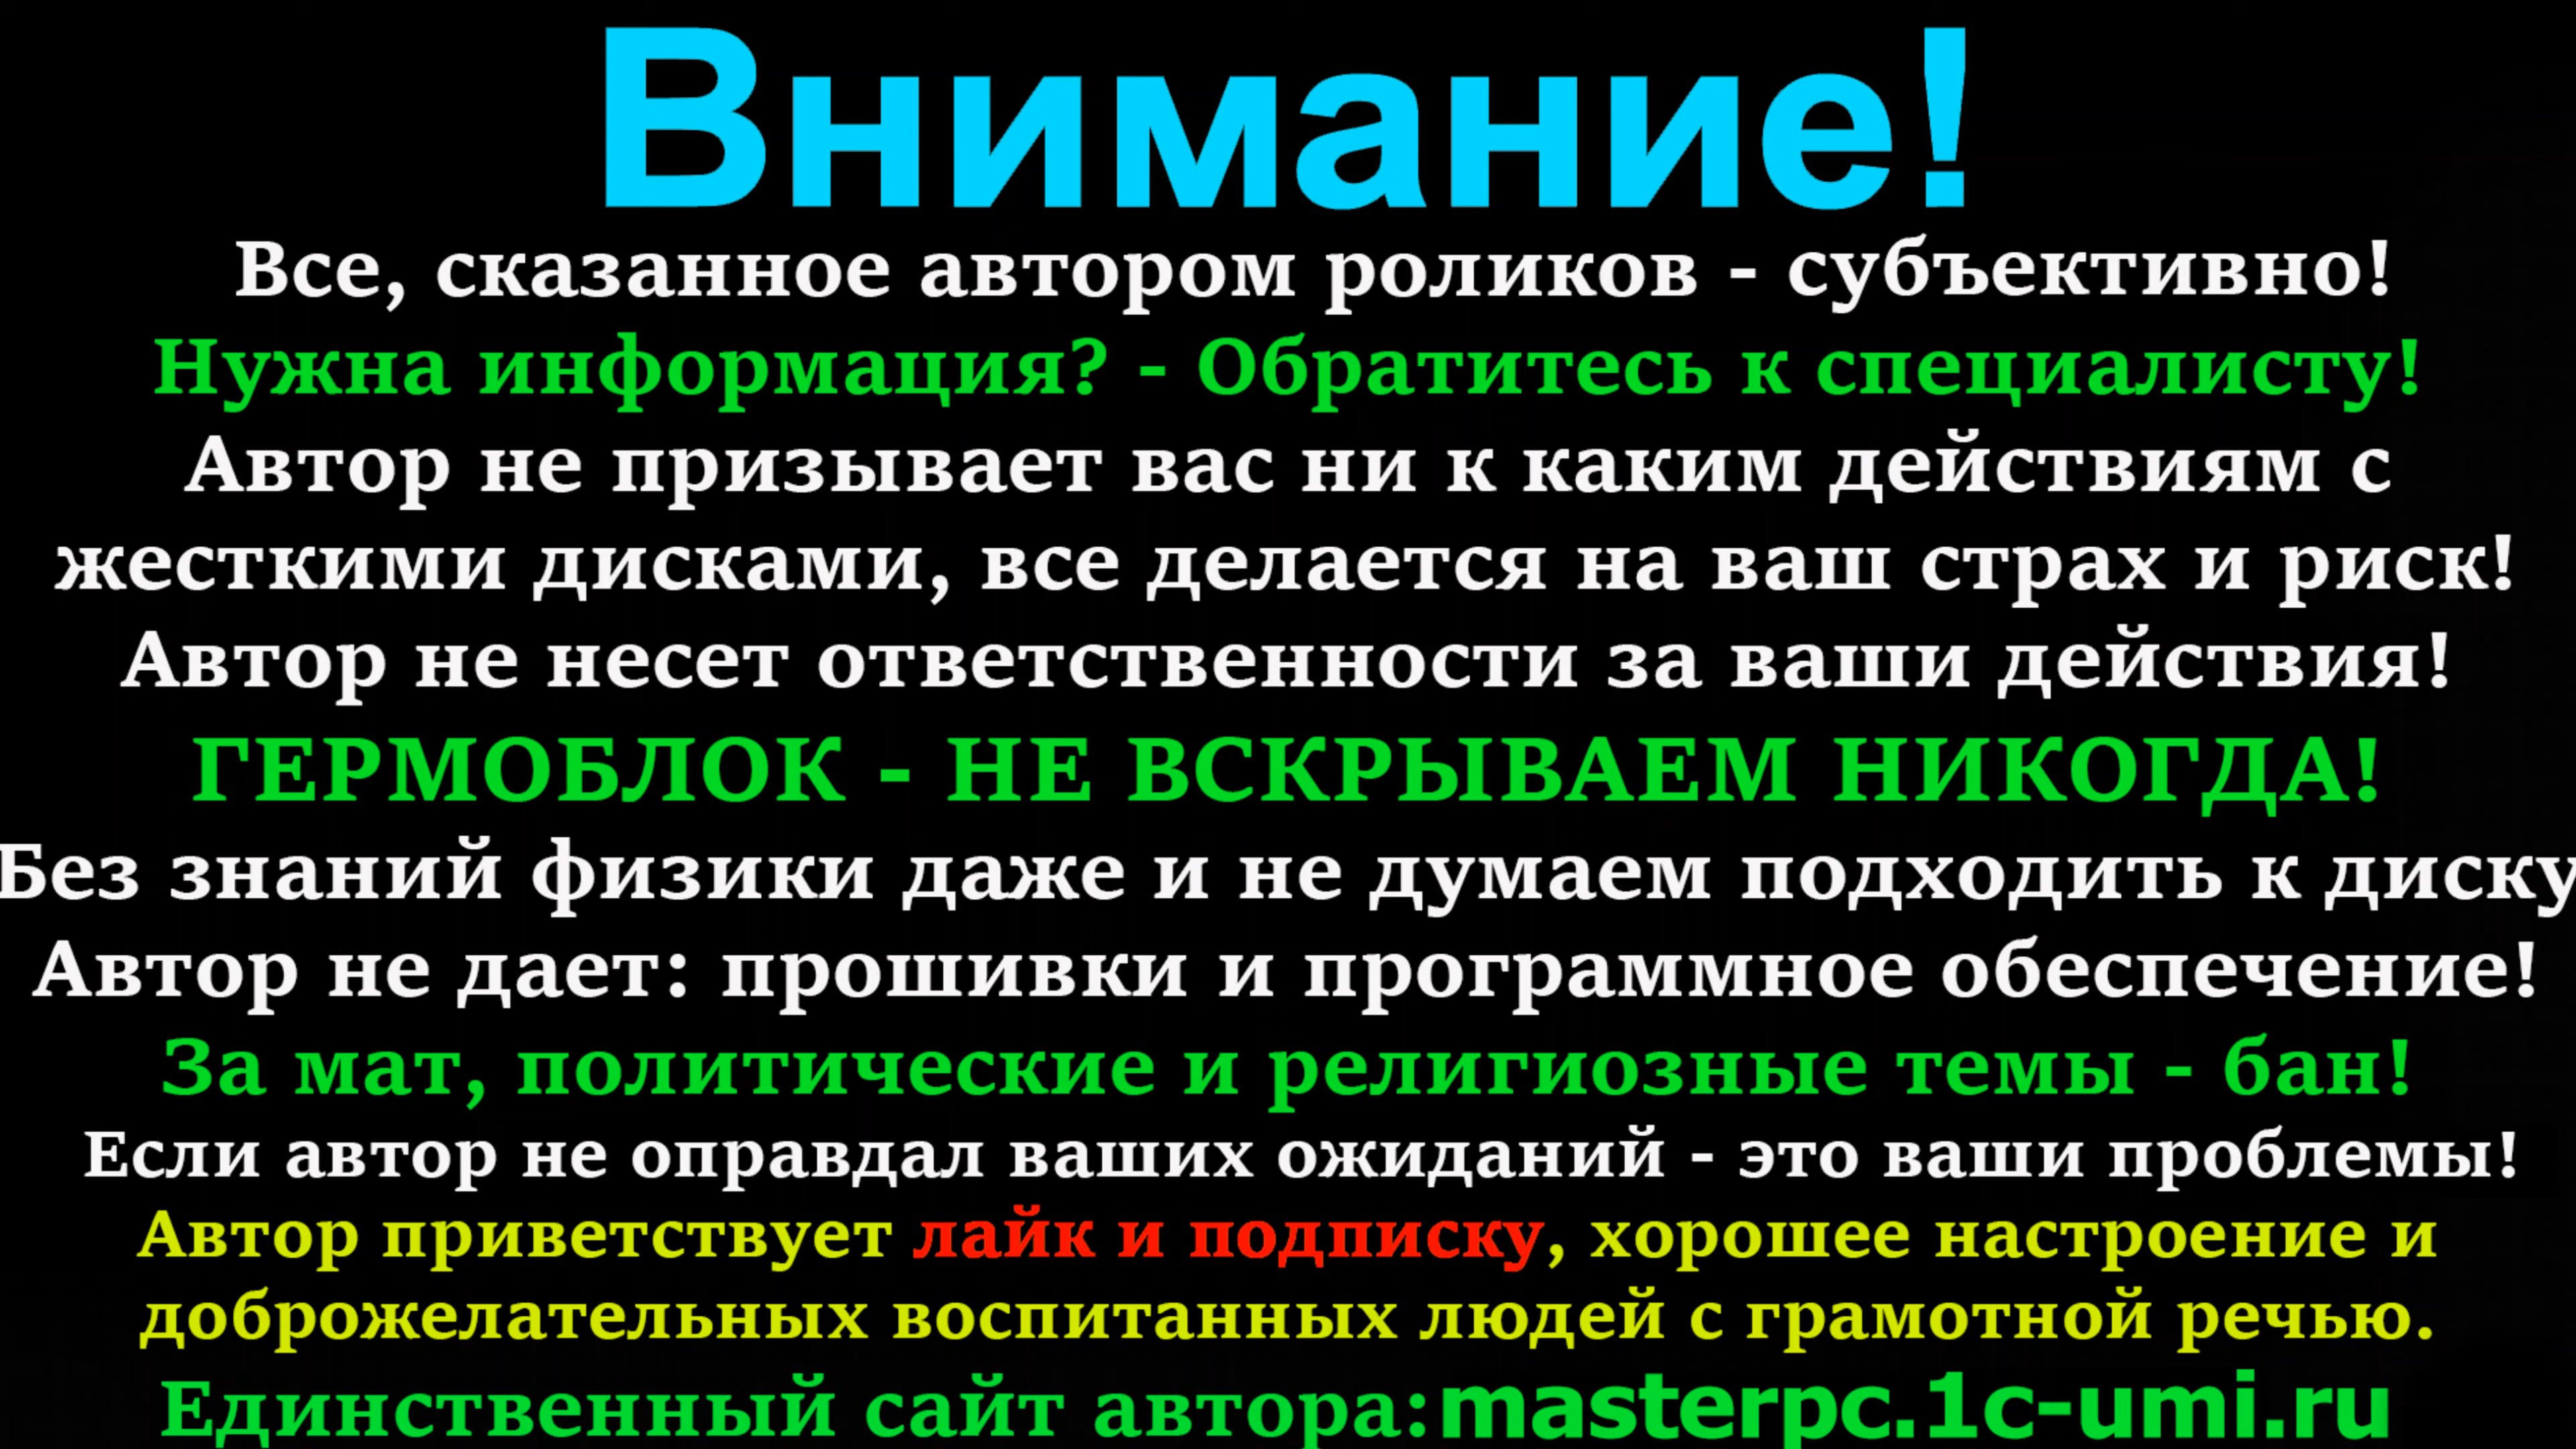 Внимание!
Все, сказанное автором роликов - субъективно!
Нужна информация? - Обратитесь к специалисту!
Автор не призывает вас ни к каким действиям с
жесткими дисками, все делается на ваш страх и риск!
Автор не несет ответственности за ваши действия!
ГЕРМОБЛОК - НЕ ВСКРЫВАЕМ НИКОГДА!
Без знаний физики даже и не думаем подходить к диску
Автор не дает: прошивки и программное обеспечение!
За мат, политические и религиозные темы - бан!
Если автор не оправдал ваших ожиданий - это ваши проблемы!
Автор приветствует лайк и подписку, хорошее настроение и
доброжелательных воспитанных людей с грамотной речью.
Единственный сайт автора:masterpc.1c-umi.ru